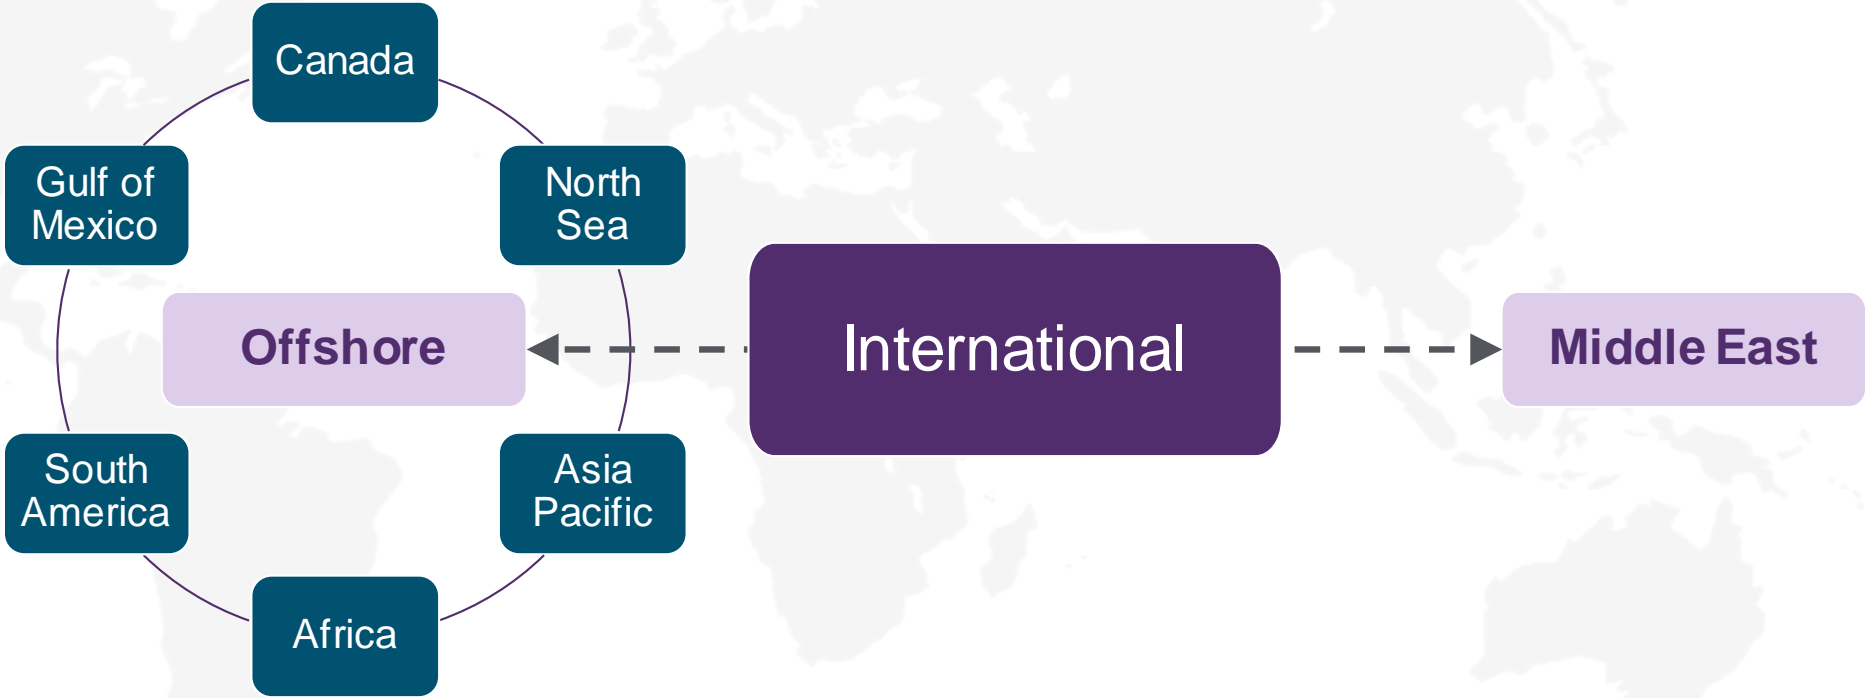 Canada
Gulf of
Mexico
North
Sea
Offshore
International
Middle East
South
America
Asia
Pacific
Africa